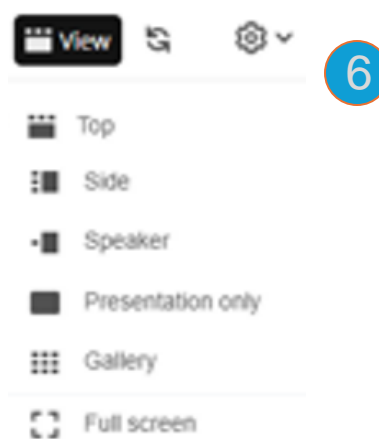 View
6
Top
Side
Speaker
Presentation only
Gallery
Full screen